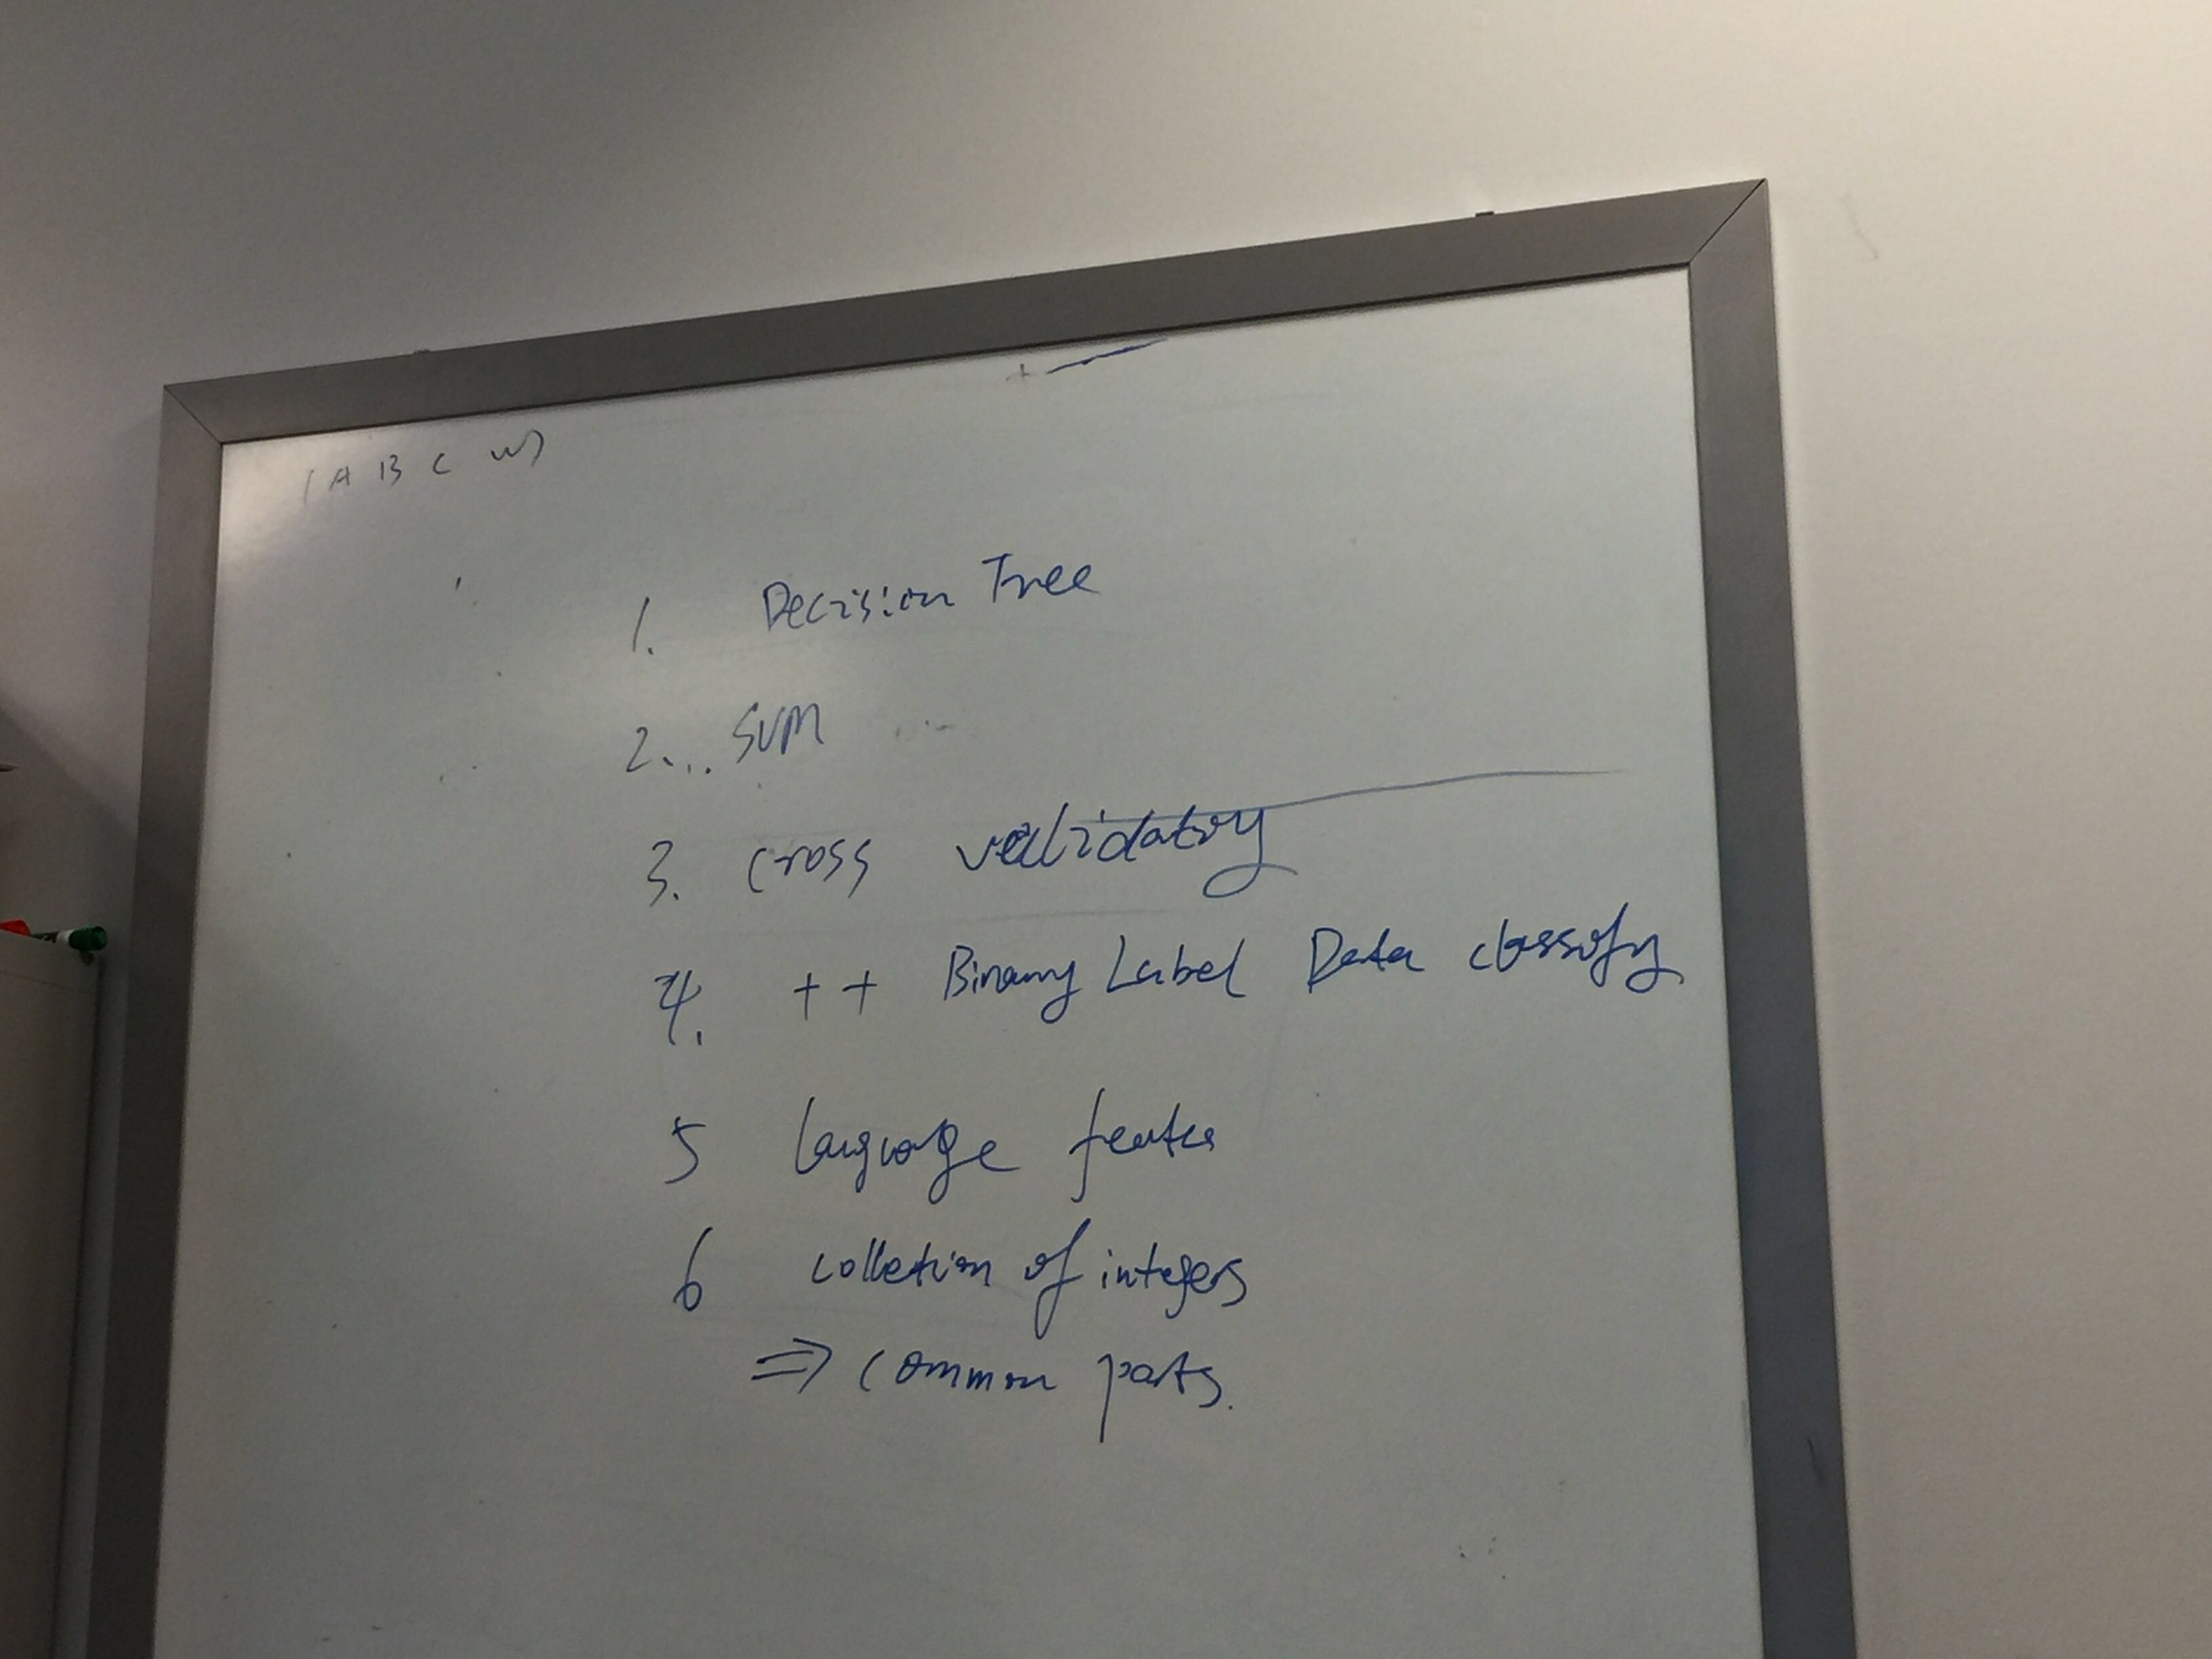 (A B C W)
1. Decision Tree
2... SVM
3. cross validatory
4. ++ Binary Label Data classify
5 language
6 colletion of integers
⇒ common parts.